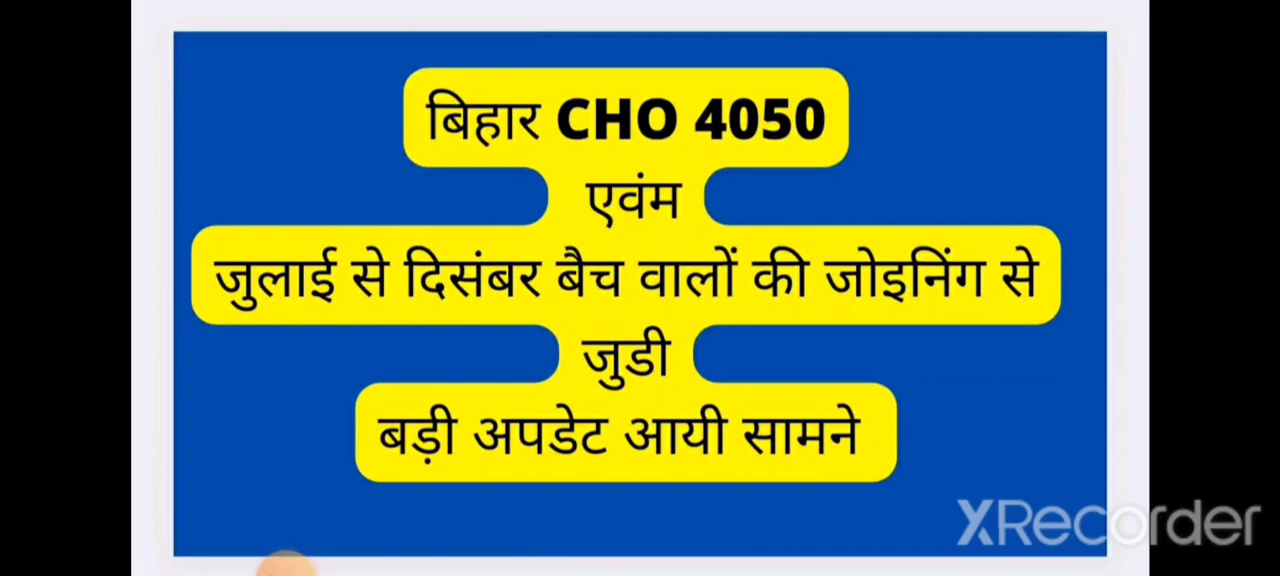 बिहार CHO 4050
एवंम
जुलाई से दिसंबर बैच वालों की जोइनिंग से
जुडी
बड़ी अपडेट आयी सामने
XRecorder